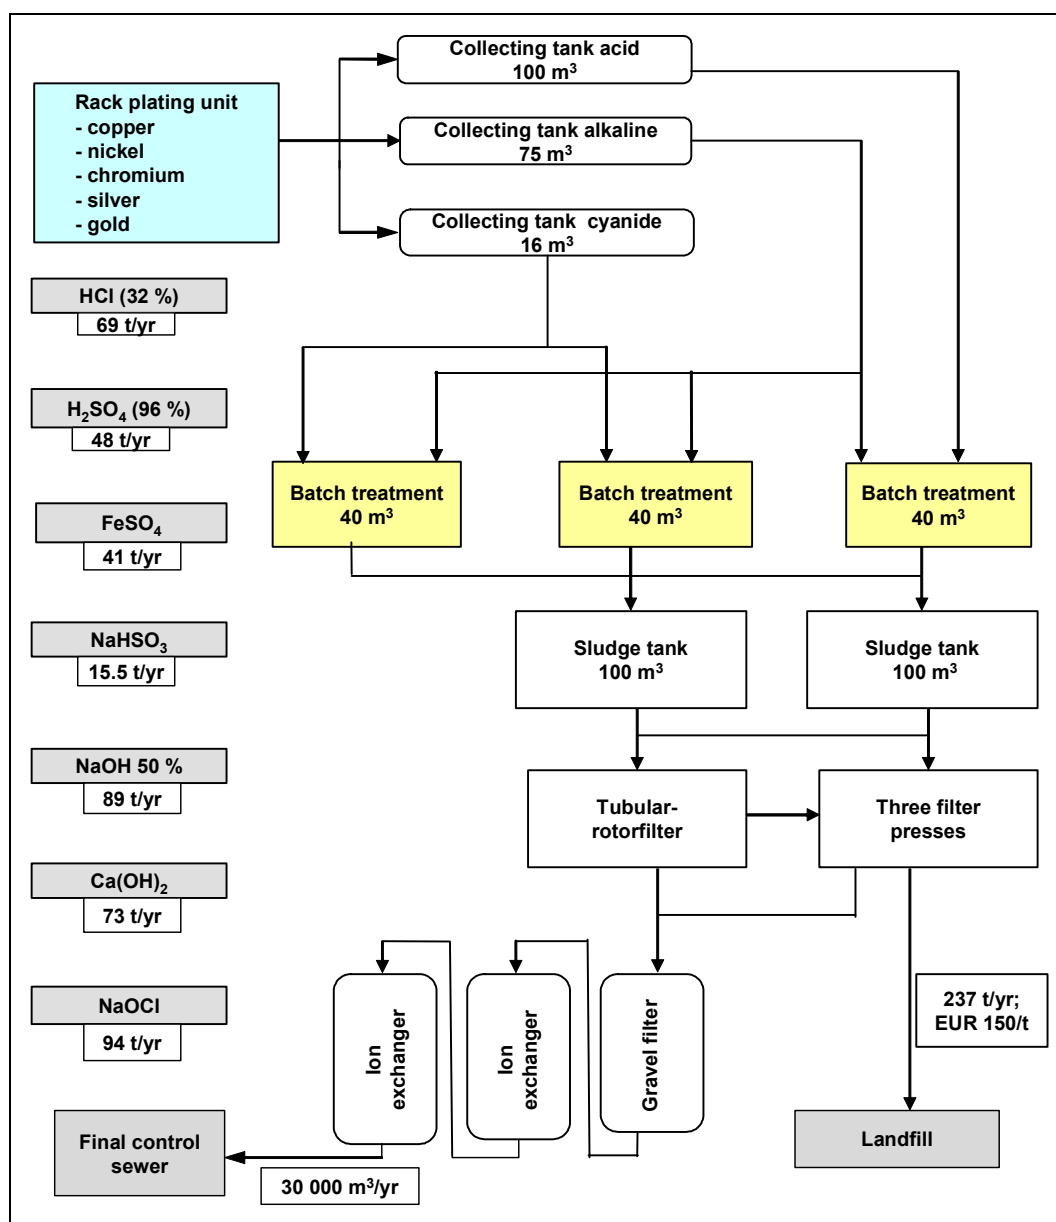 Collecting tank acid
100 m³
Rack plating unit
- copper
- nickel
- chromium
- silver
- gold
Collecting tank alkaline
75 m³
Collecting tank cyanide
16 m³
HCl (32 %)
69 t/yr
H₂SO₄ (96 %)
48 t/yr
Batch treatment
40 m³
Batch treatment
40 m³
Batch treatment
40 m³
FeSO₄
41 t/yr
NaHSO₃
15.5 t/yr
Sludge tank
100 m³
Sludge tank
100 m³
NaOH 50 %
89 t/yr
Tubular-
rotorfilter
Three filter
presses
Ca(OH)₂
73 t/yr
NaOCl
94 t/yr
Ion
exchanger
Ion
exchanger
Gravel filter
237 t/yr;
EUR 150/t
Final control
sewer
30 000 m³/yr
Landfill